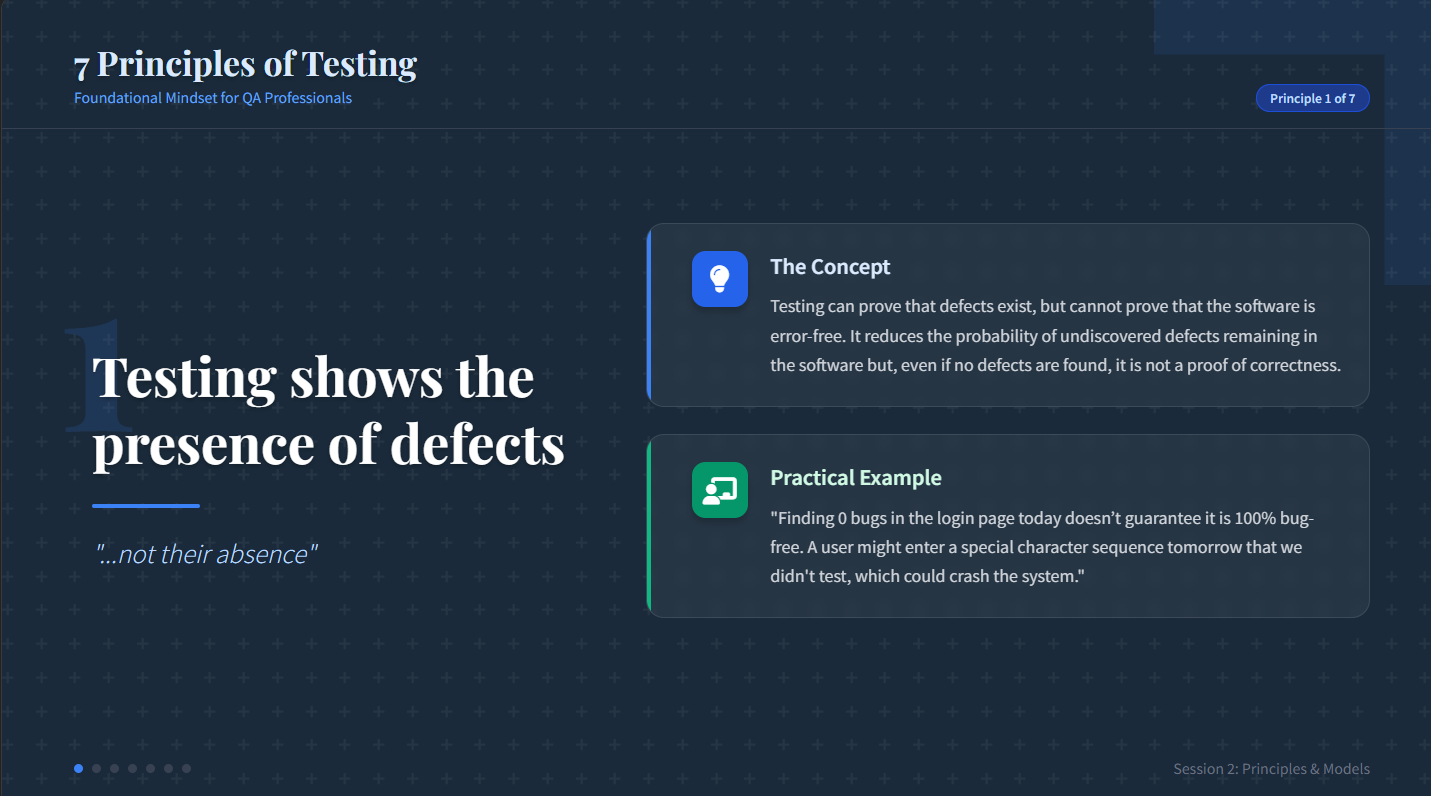 7 Principles of Testing
Foundational Mindset for QA Professionals
Principle 1 of 7
1
Testing shows the
presence of defects
"...not their absence"
The Concept
Testing can prove that defects exist, but cannot prove that the software is
error-free. It reduces the probability of undiscovered defects remaining in
the software but, even if no defects are found, it is not a proof of correctness.
Practical Example
"Finding 0 bugs in the login page today doesn’t guarantee it is 100% bug-
free. A user might enter a special character sequence tomorrow that we
didn't test, which could crash the system."
Session 2: Principles & Models